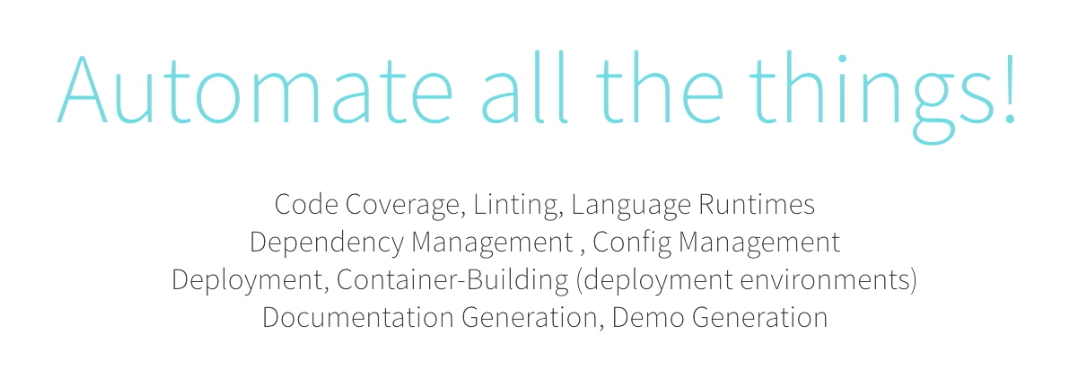 Automate all the things!
Code Coverage, Linting, Language Runtimes
Dependency Management , Config Management
Deployment, Container-Building (deployment environments)
Documentation Generation, Demo Generation